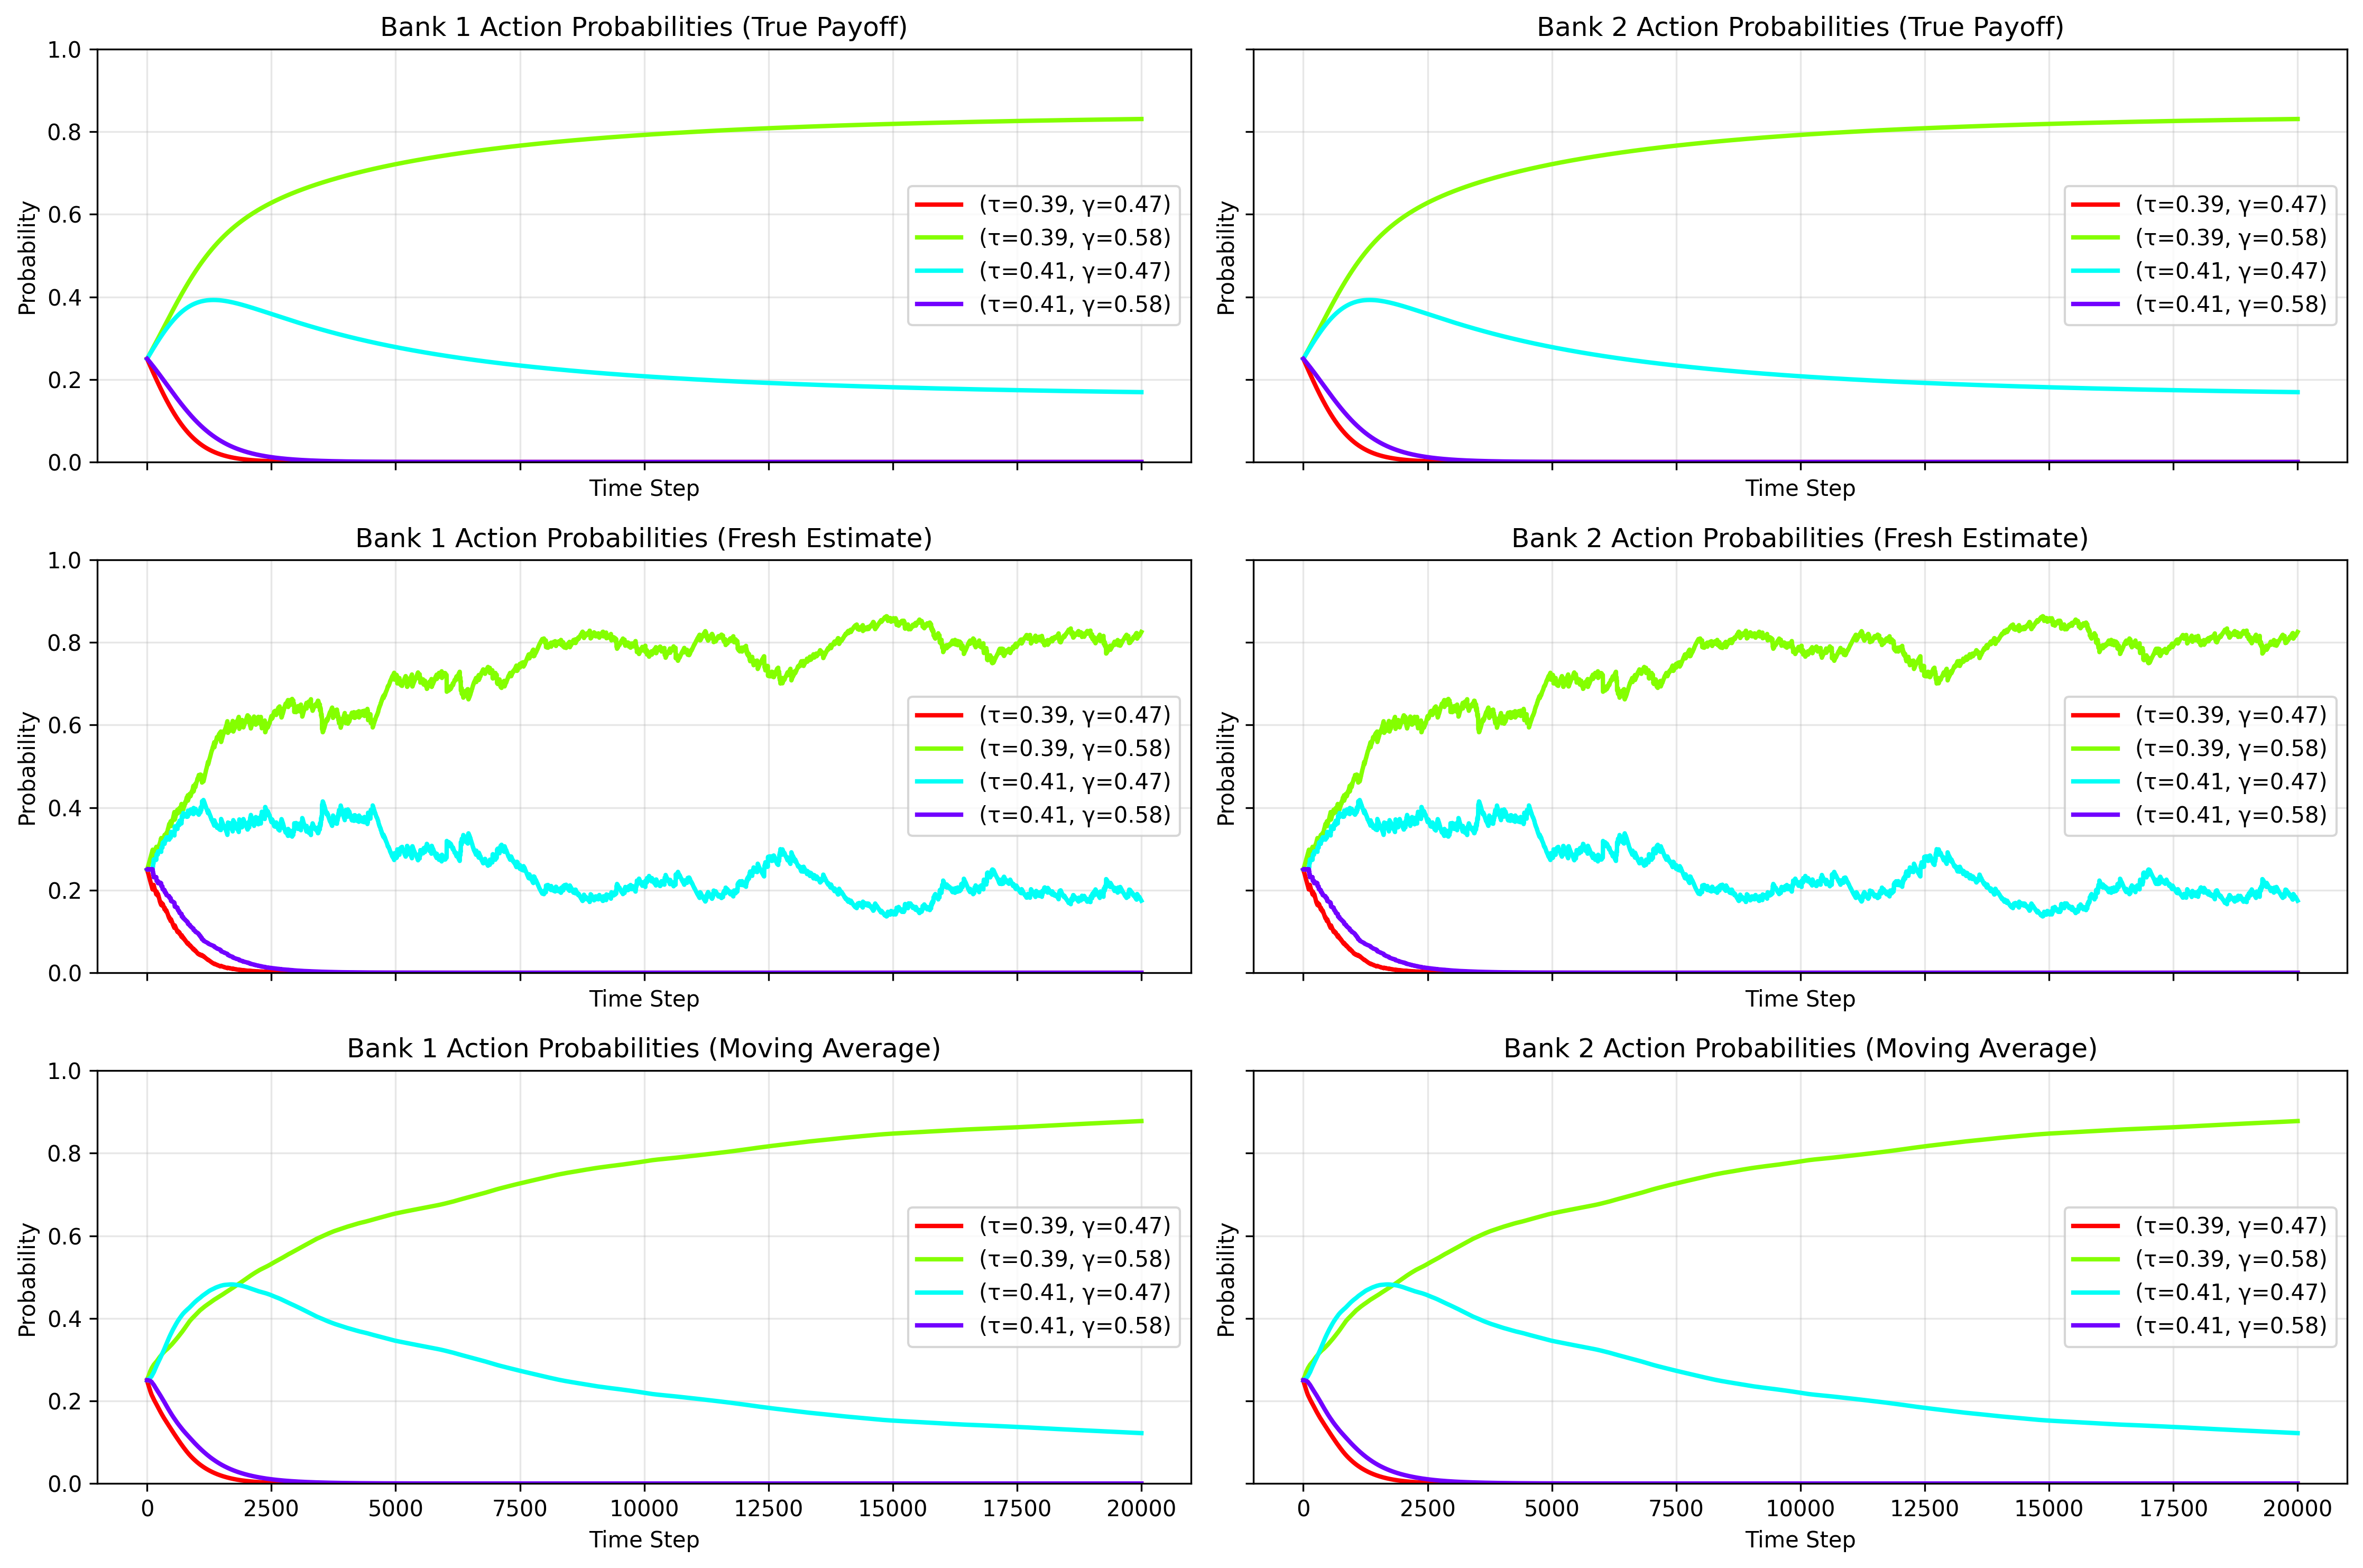 Bank 1 Action Probabilities (True Payoff)
1.0
0.8
0.6
0.4
0.2
0.0
Probability
(τ=0.39, γ=0.47)
(τ=0.39, γ=0.58)
(τ=0.41, γ=0.47)
(τ=0.41, γ=0.58)
Time Step
Bank 2 Action Probabilities (True Payoff)
Probability
(τ=0.39, γ=0.47)
(τ=0.39, γ=0.58)
(τ=0.41, γ=0.47)
(τ=0.41, γ=0.58)
Time Step
Bank 1 Action Probabilities (Fresh Estimate)
1.0
0.8
0.6
0.4
0.2
0.0
Probability
(τ=0.39, γ=0.47)
(τ=0.39, γ=0.58)
(τ=0.41, γ=0.47)
(τ=0.41, γ=0.58)
Time Step
Bank 2 Action Probabilities (Fresh Estimate)
Probability
(τ=0.39, γ=0.47)
(τ=0.39, γ=0.58)
(τ=0.41, γ=0.47)
(τ=0.41, γ=0.58)
Time Step
Bank 1 Action Probabilities (Moving Average)
1.0
0.8
0.6
0.4
0.2
0.0
Probability
(τ=0.39, γ=0.47)
(τ=0.39, γ=0.58)
(τ=0.41, γ=0.47)
(τ=0.41, γ=0.58)
0 2500 5000 7500 10000 12500 15000 17500 20000
Time Step
Bank 2 Action Probabilities (Moving Average)
Probability
(τ=0.39, γ=0.47)
(τ=0.39, γ=0.58)
(τ=0.41, γ=0.47)
(τ=0.41, γ=0.58)
0 2500 5000 7500 10000 12500 15000 17500 20000
Time Step